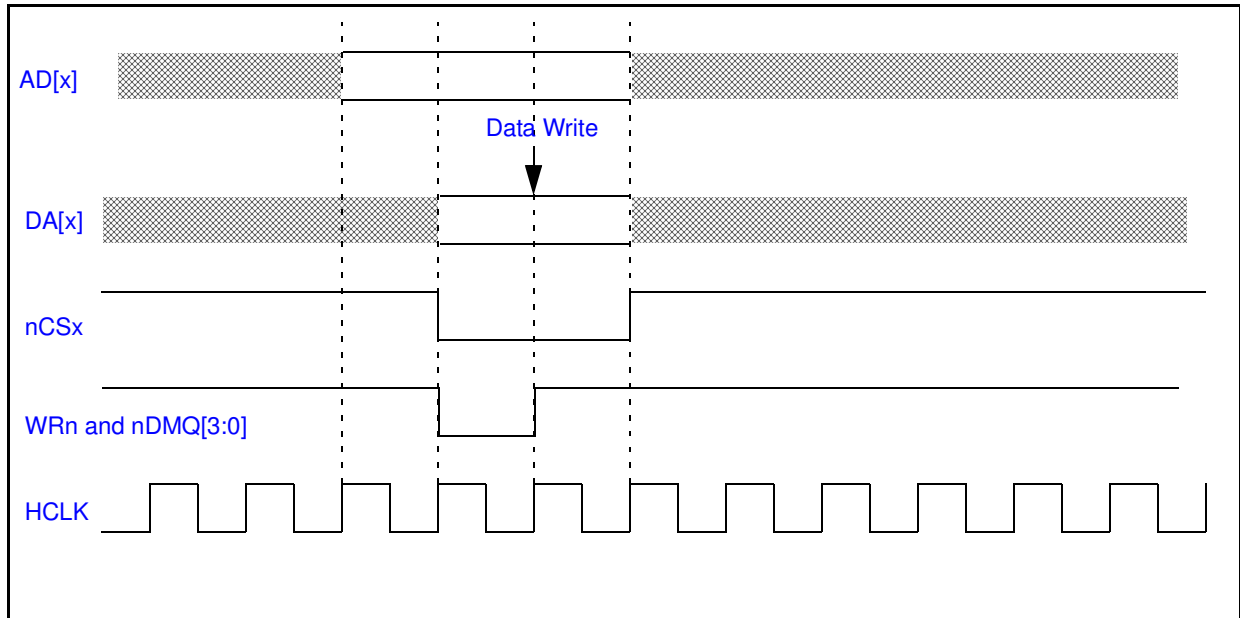 AD[x]
Data Write
DA[x]
nCSx
WRn and nDMQ[3:0]
HCLK